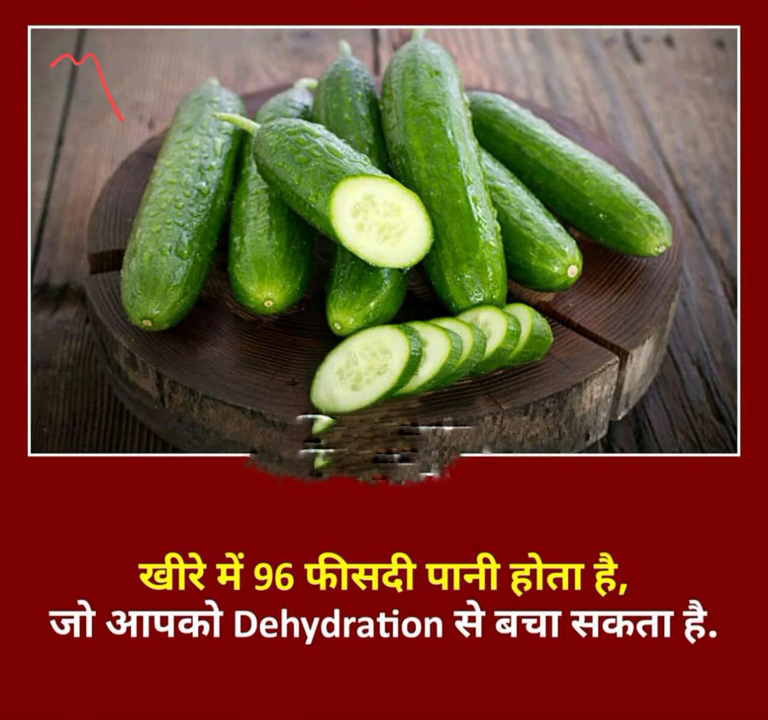 खीरे में 96 फीसदी पानी होता है,
जो आपको Dehydration से बचा सकता है.